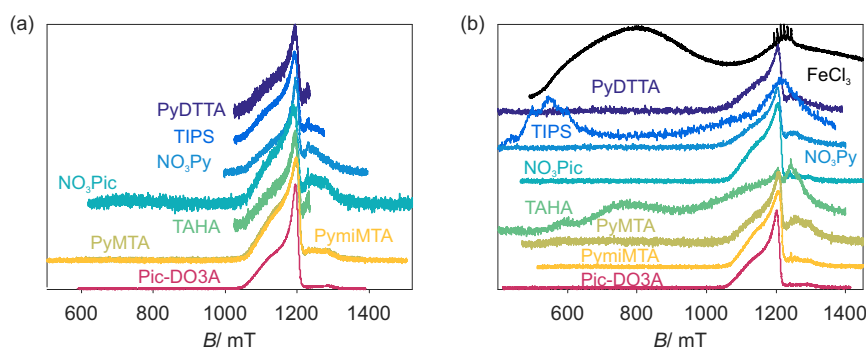 (a)
PyDTTA
TIPS
NO₃Py
NO₃Pic
TAHA
PyMTA
PymiMTA
Pic-DO3A
600 800 1000 1200 1400
B/ mT
(b)
FeCl₃
PyDTTA
TIPS
NO₃Py
NO₃Pic
TAHA
PyMTA
PymiMTA
Pic-DO3A
600 800 1000 1200 1400
B/ mT